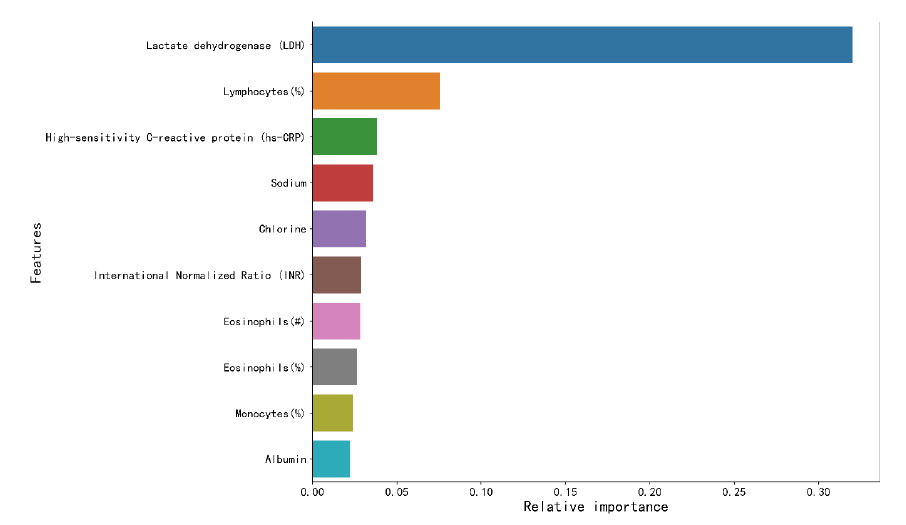 Lactate dehydrogenase (LDH)
Lymphocytes(%)
High-sensitivity C-reactive protein (hs-CRP)
Sodium
Chlorine
International Normalized Ratio (INR)
Eosinophils(#)
Eosinophils(%)
Monocytes(%)
Albumin
Features
0.00 0.05 0.10 0.15 0.20 0.25 0.30
Relative importance